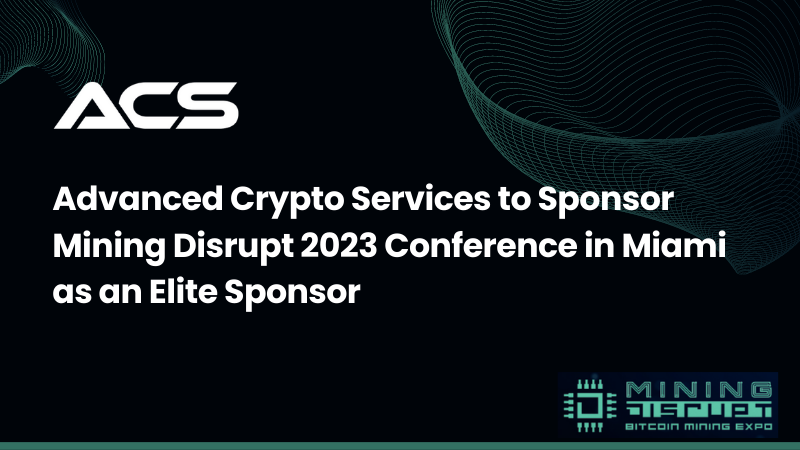 ACS
Advanced Crypto Services to Sponsor
Mining Disrupt 2023 Conference in Miami
as an Elite Sponsor
MINING
DISRUPT
BITCOIN MINING EXPO